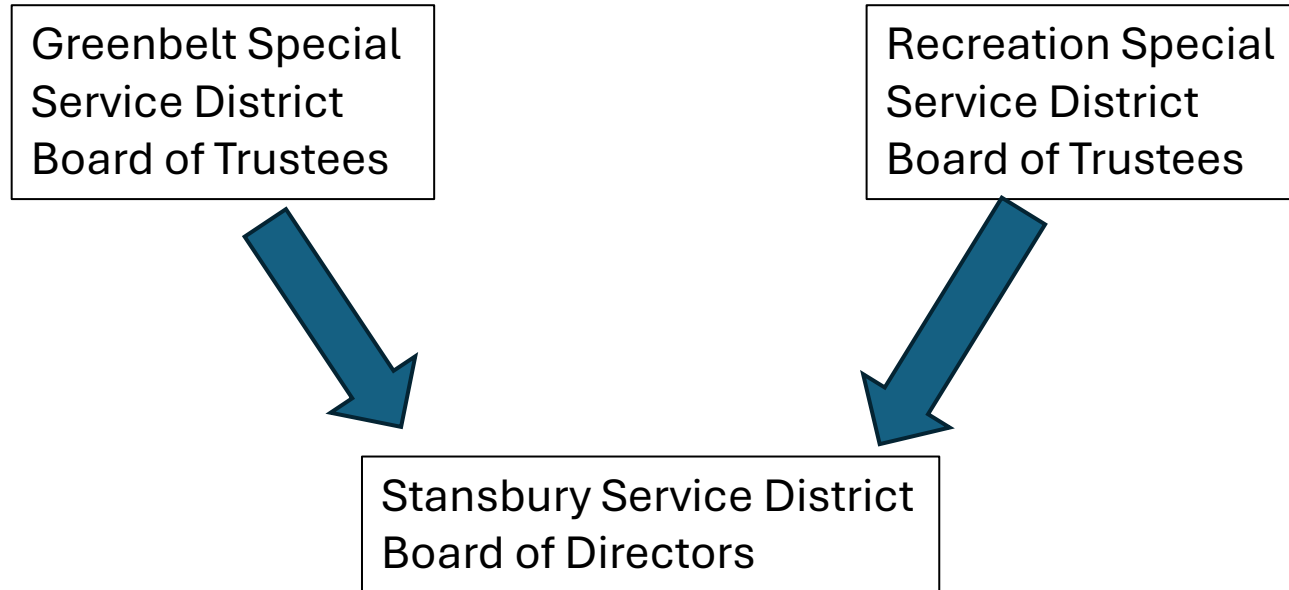 Greenbelt Special
Service District
Board of Trustees
Recreation Special
Service District
Board of Trustees
Stansbury Service District
Board of Directors